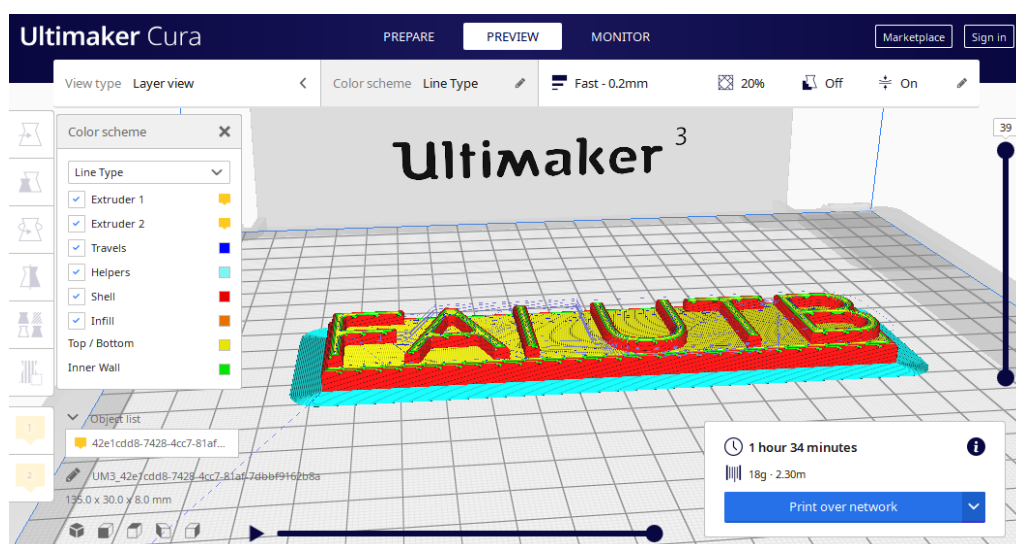 Ultimaker Cura
PREPARE PREVIEW MONITOR
Marketplace Sign in
View type Layer view
Color scheme Line Type
Fast - 0.2mm 20% Off On
Color scheme
39
Line Type
Extruder 1
Extruder 2
Travels
Helpers
Shell
Infill
Top / Bottom
Inner Wall
Ultimaker 3
FAIUTB
1
2
Object list
42e1cdd8-7428-4cc7-81af...
UM3_42e1cdd8-7428-4cc7-81af-7dbbf9162b8a
135.0 x 30.0 x 8.0 mm
1 hour 34 minutes
18g · 2.30m
Print over network